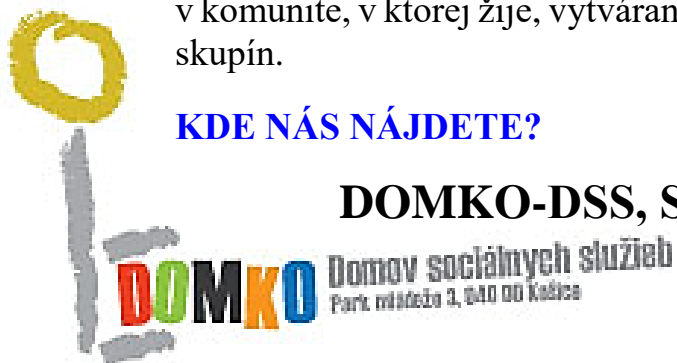 v komunite, v ktorej žije, vytváran
skupín.
KDE NÁS NÁJDETE?
DOMKO-DSS, S
DOMKO Domov sociálnych služieb
Park mládeže 3, 040 00 Košice